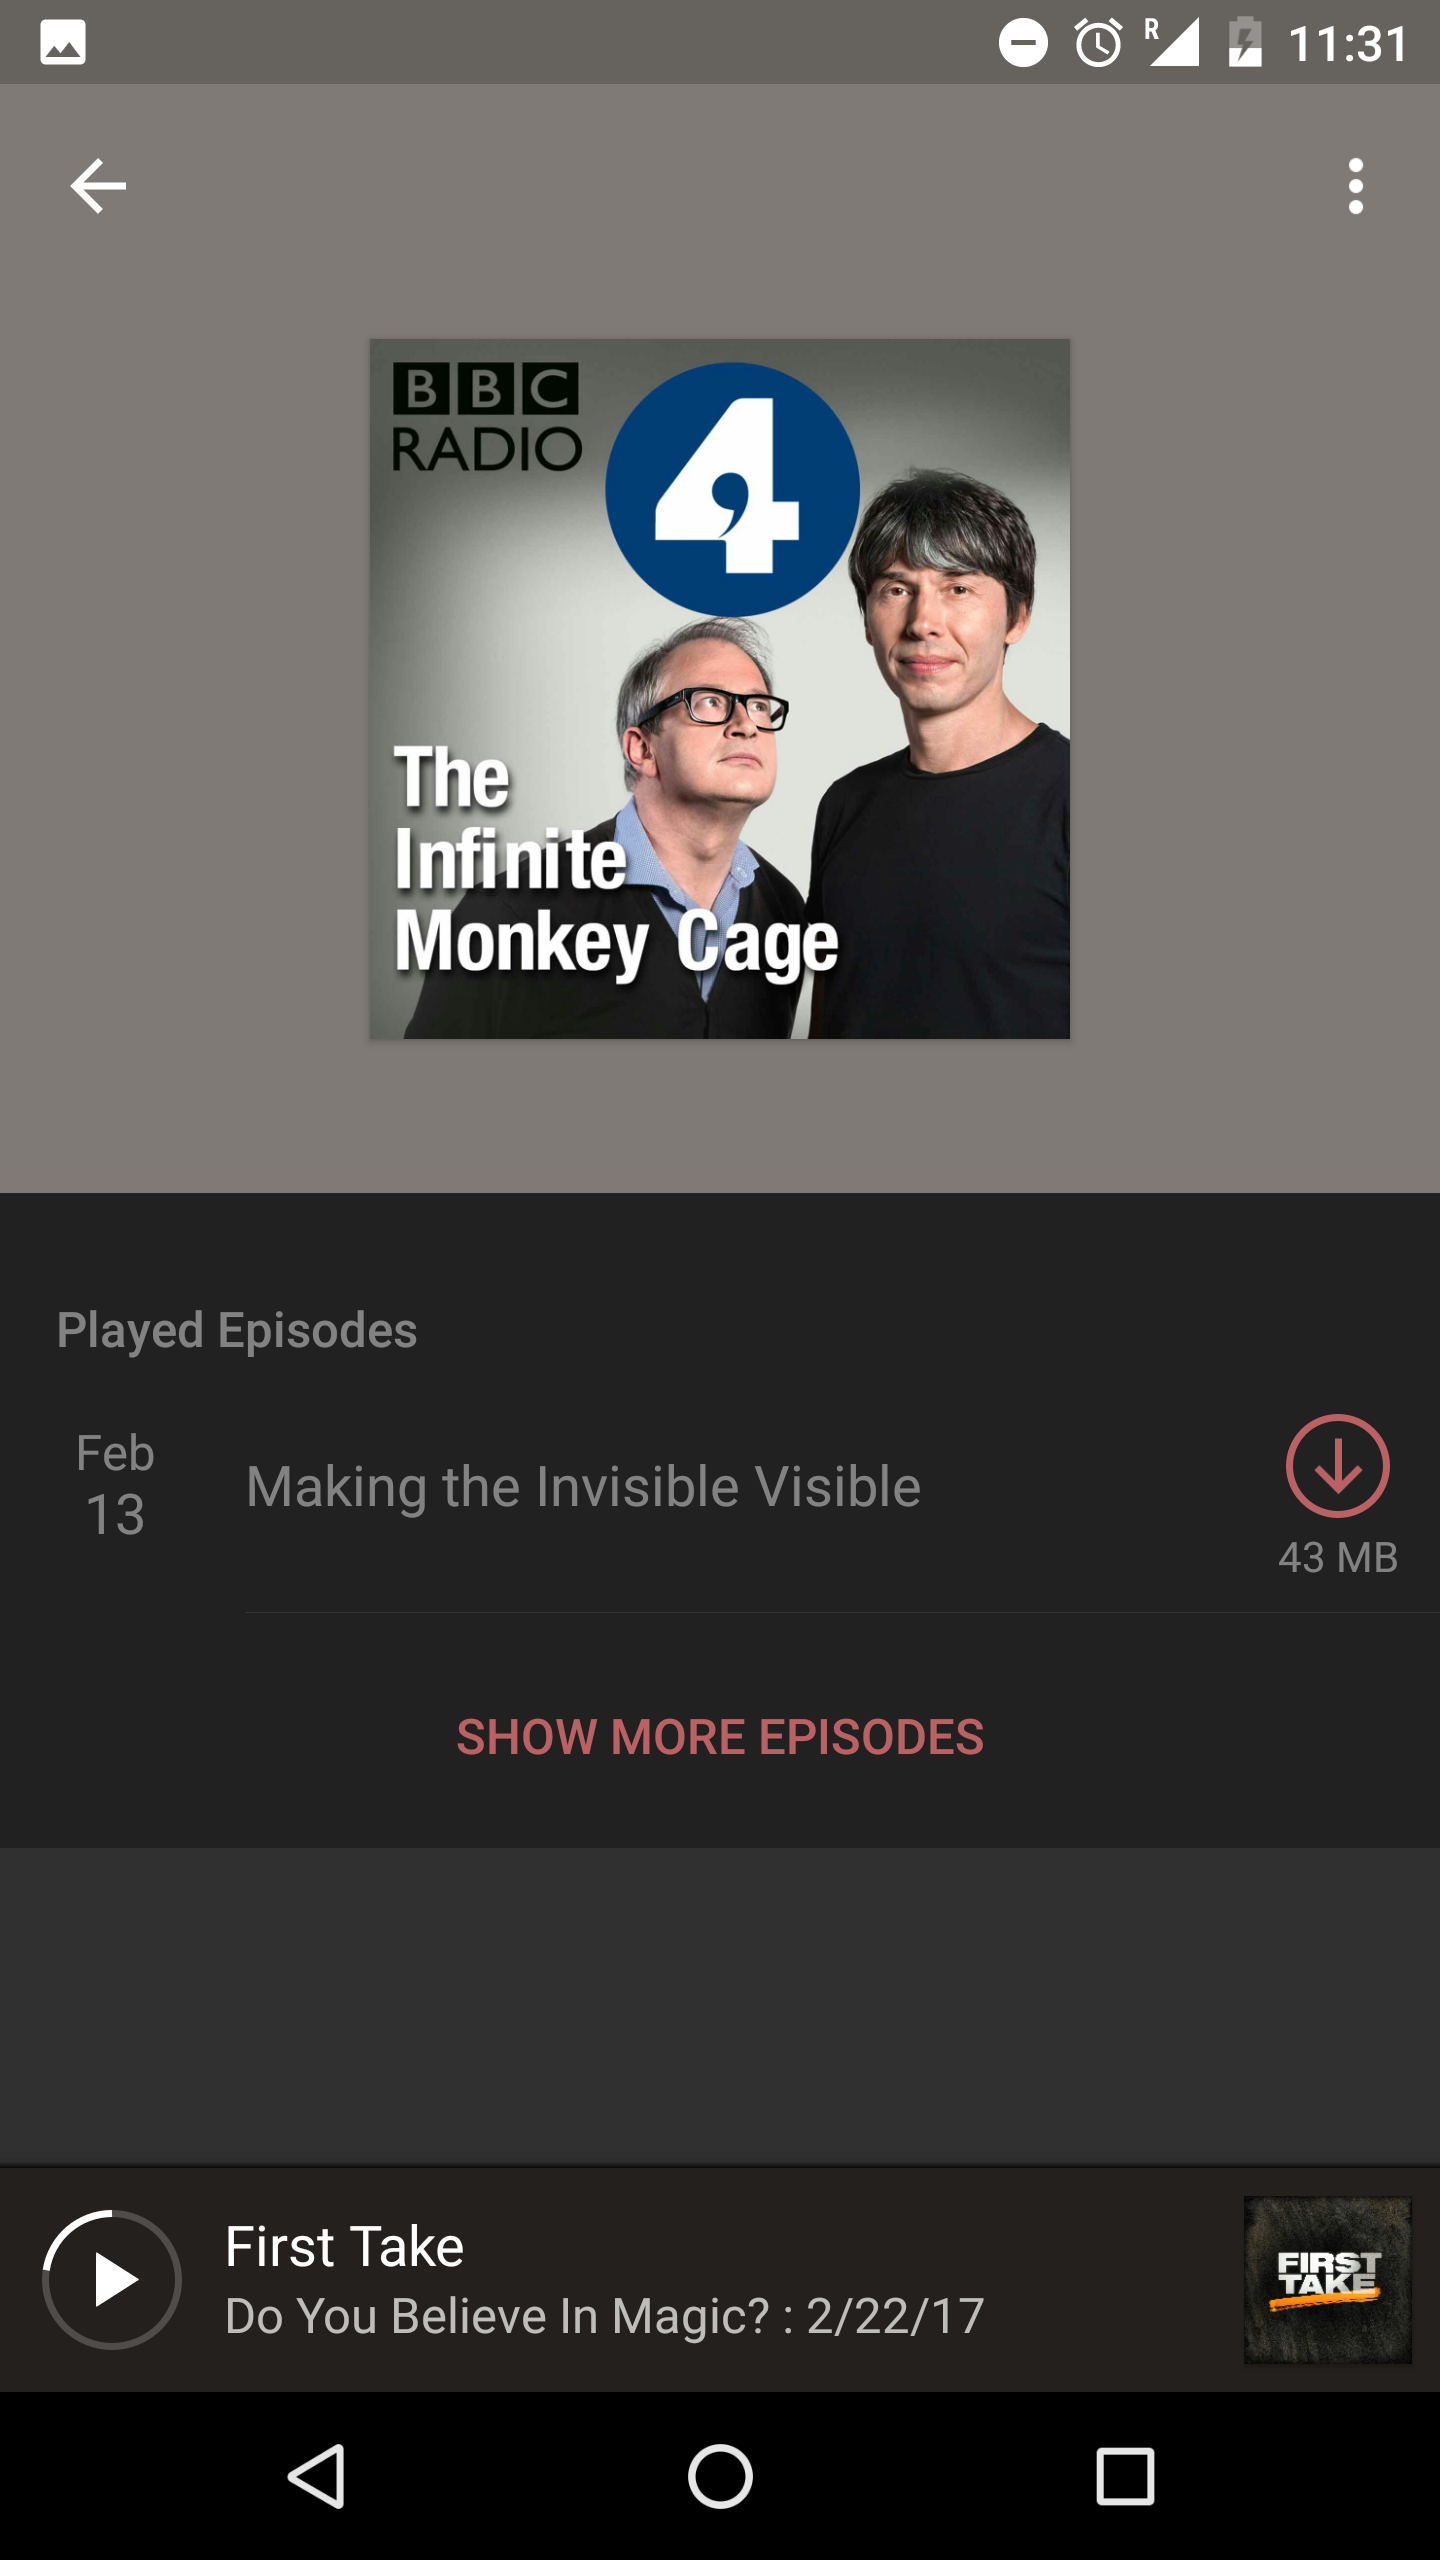 R 11:31
BBC
RADIO
4
The
Infinite
Monkey Cage
Played Episodes
Feb
13
Making the Invisible Visible
43 MB
SHOW MORE EPISODES
First Take
Do You Believe In Magic? : 2/22/17
FIRST
TAKE